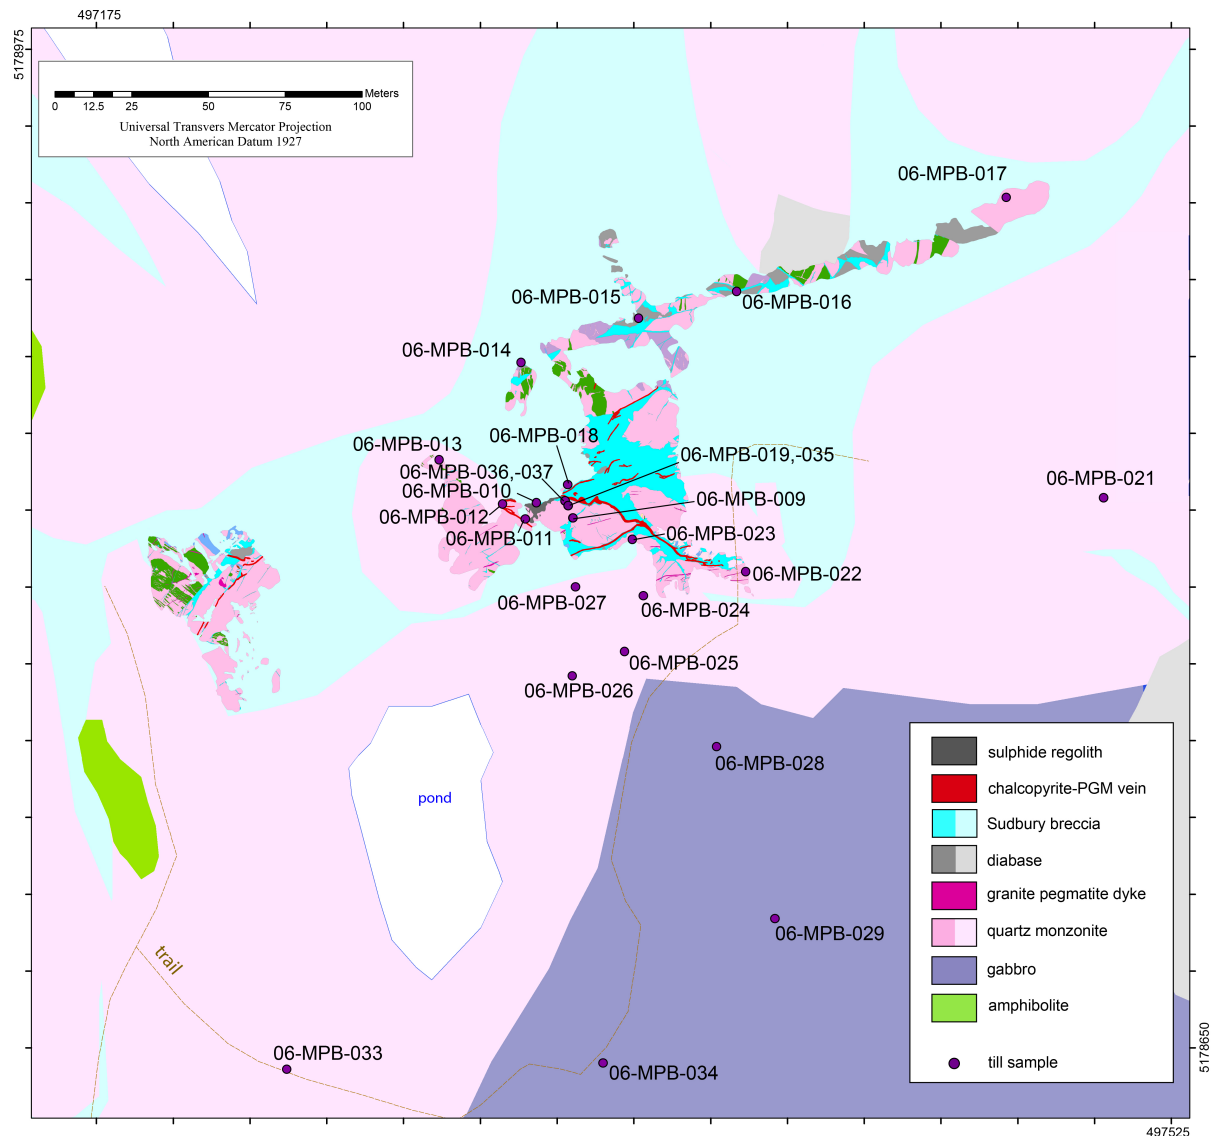 497175
5178975
Meters
0 12.5 25 50 75 100
Universal Transvers Mercator Projection
North American Datum 1927
06-MPB-017
06-MPB-015
06-MPB-016
06-MPB-014
06-MPB-018
06-MPB-013
06-MPB-019,-035
06-MPB-036,-037
06-MPB-021
06-MPB-010
06-MPB-009
06-MPB-012
06-MPB-023
06-MPB-011
06-MPB-022
06-MPB-027
06-MPB-024
06-MPB-025
06-MPB-026
06-MPB-028
pond
06-MPB-029
trail
06-MPB-033
06-MPB-034
sulphide regolith
chalcopyrite-PGM vein
Sudbury breccia
diabase
granite pegmatite dyke
quartz monzonite
gabbro
amphibolite
till sample
5178650
497525